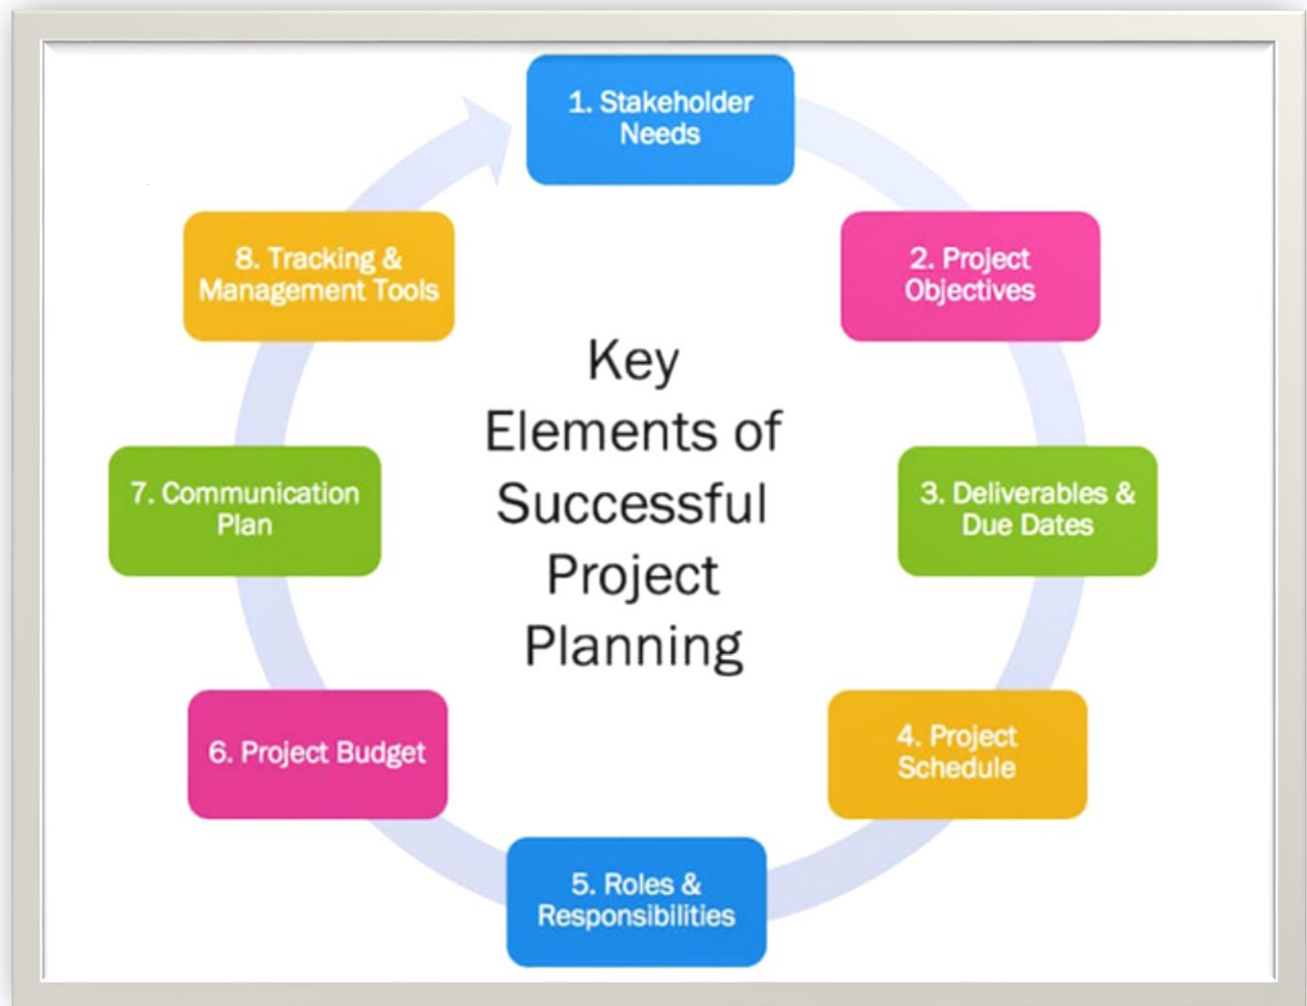 1. Stakeholder
Needs
2. Project
Objectives
3. Deliverables &
Due Dates
4. Project
Schedule
5. Roles &
Responsibilities
6. Project Budget
7. Communication
Plan
8. Tracking &
Management Tools
Key
Elements of
Successful
Project
Planning